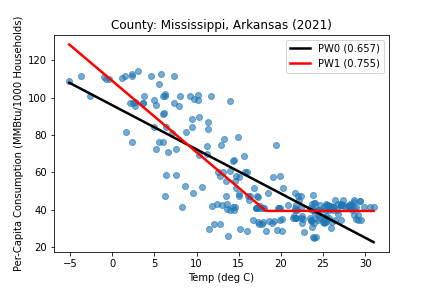 County: Mississippi, Arkansas (2021)
PW0 (0.657)
PW1 (0.755)
Per-Capita Consumption (MMBtu/1000 Households)
120
100
80
60
40
20
−5 0 5 10 15 20 25 30
Temp (deg C)